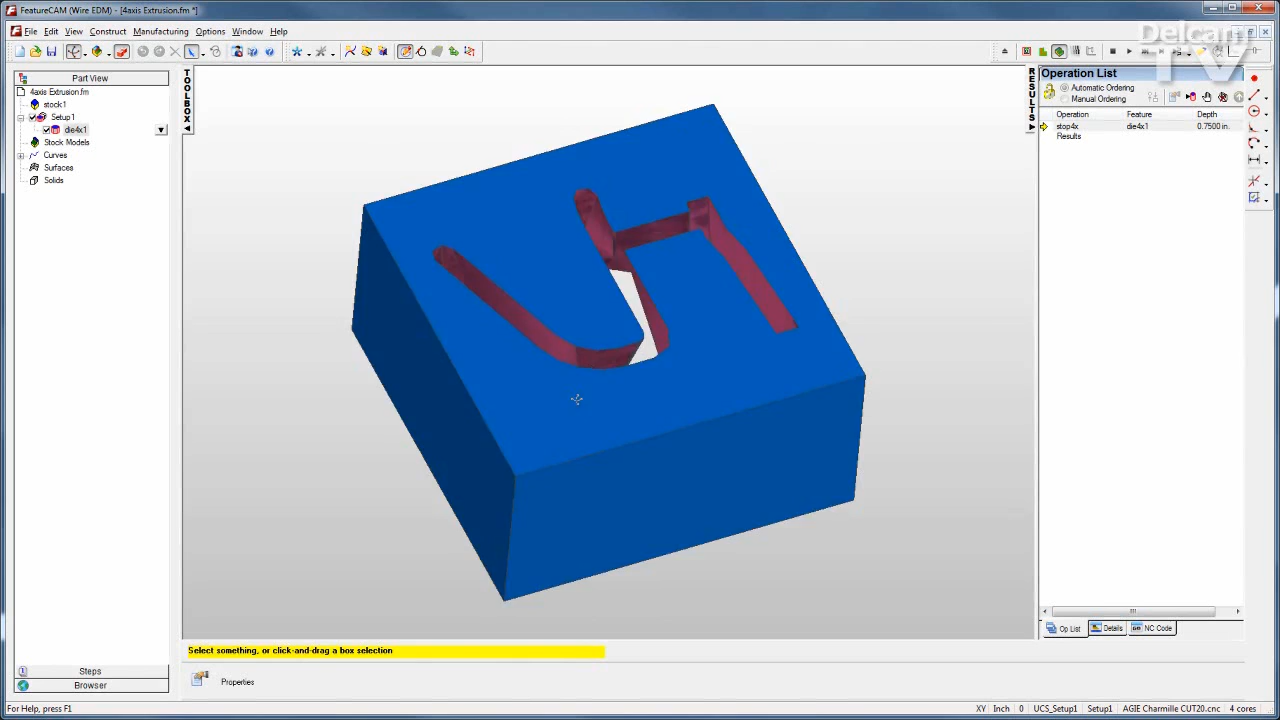 FeatureCAM (Wire EDM) - [4axis Extrusion.fm *]
File Edit View Construct Manufacturing Options Window Help
Delcam
TV
Part View
4axis Extrusion.fm
stock1
Setup1
die4x1
Stock Models
Curves
Surfaces
Solids
Steps
Browser
TOOLBOX
RESULTS
Operation List
Automatic Ordering
Manual Ordering
Operation Feature Depth
stop4x die4x1 0.7500 in.
Results
Op List Details NC Code
Select something, or click-and-drag a box selection
Properties
For Help, press F1
XY Inch 0 UCS_Setup1 Setup1 AGIE Charmille CUT20.cnc 4 cores